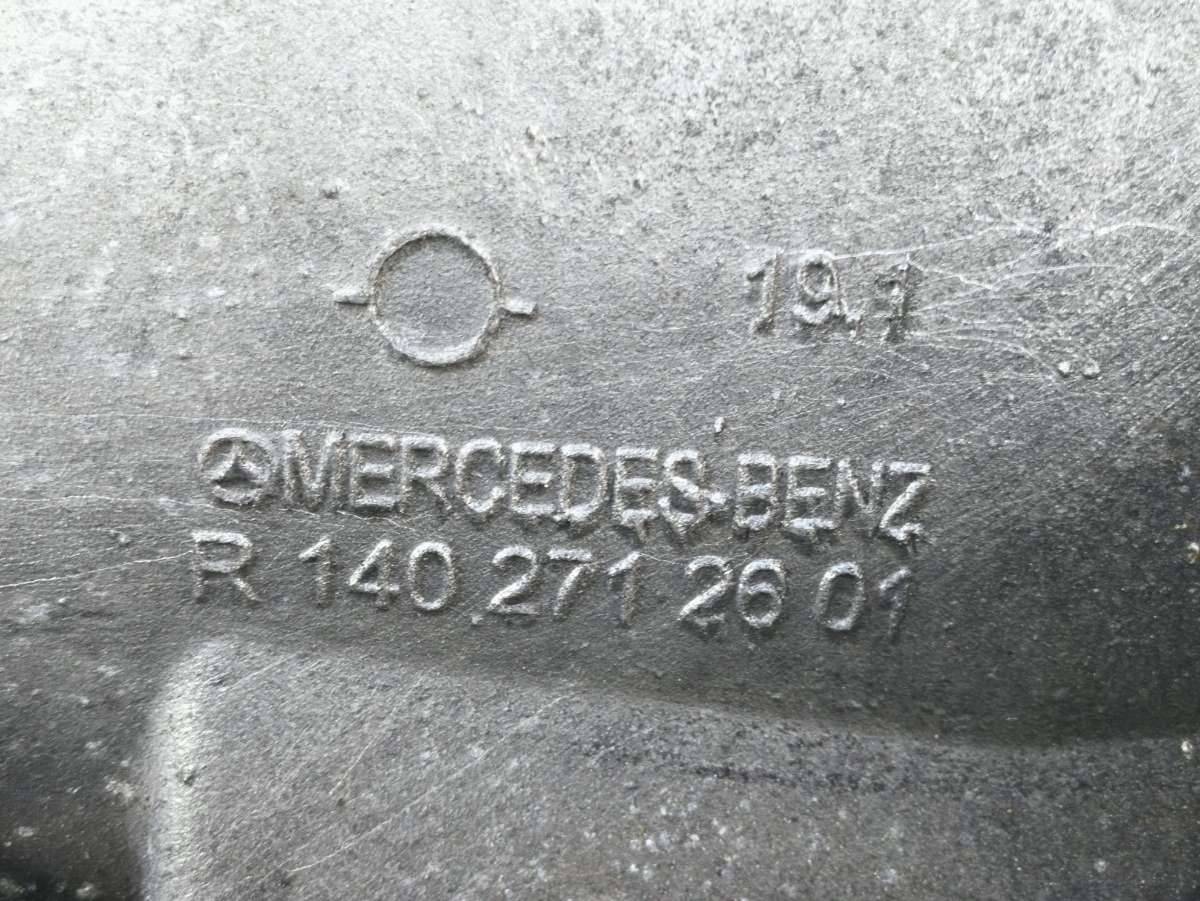 19.1
MERCEDES-BENZ
R 140 271 26 01